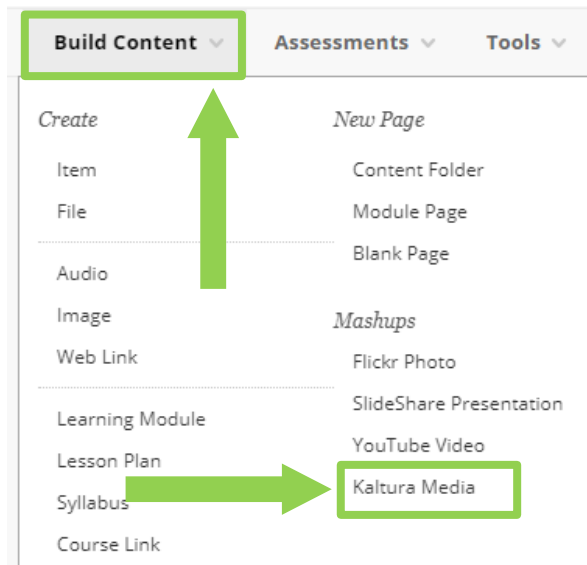 Build Content Assessments Tools
Create
Item
File
Audio
Image
Web Link
Learning Module
Lesson Plan
Syllabus
Course Link
New Page
Content Folder
Module Page
Blank Page
Mashups
Flickr Photo
SlideShare Presentation
YouTube Video
Kaltura Media